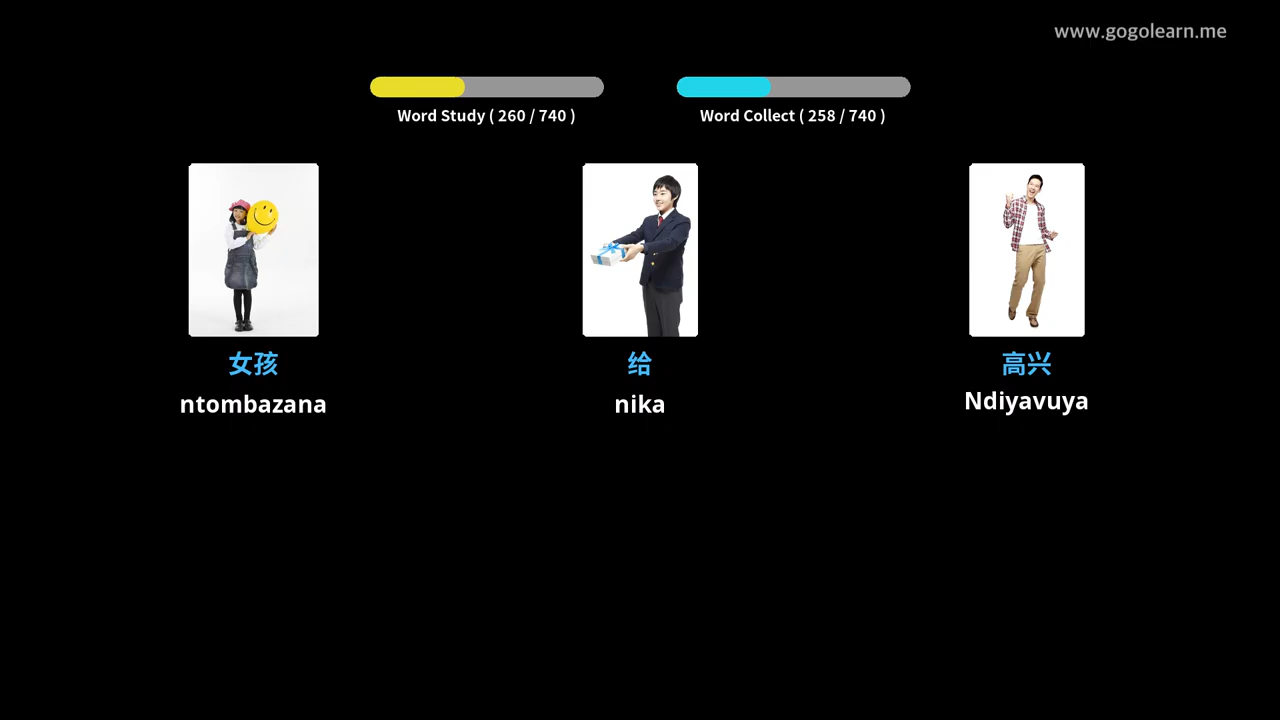 www.gogolearn.me
Word Study ( 260 / 740 )
Word Collect ( 258 / 740 )
女孩
给
高兴
ntombazana
nika
Ndiyavuya